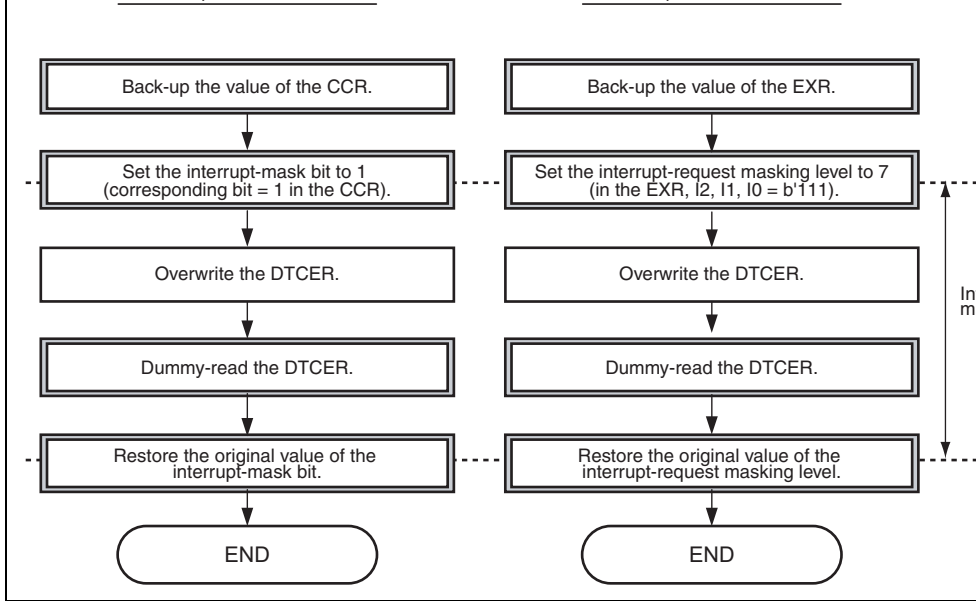 Back-up the value of the CCR.
Set the interrupt-mask bit to 1
(corresponding bit = 1 in the CCR).
Overwrite the DTCER.
Dummy-read the DTCER.
Restore the original value of the
interrupt-mask bit.
END
Back-up the value of the EXR.
Set the interrupt-request masking level to 7
(in the EXR, I2, I1, I0 = b'111).
Overwrite the DTCER.
Dummy-read the DTCER.
Restore the original value of the
interrupt-request masking level.
END